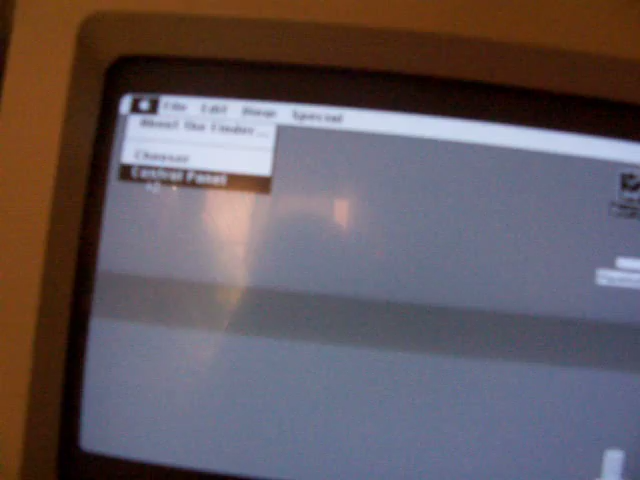 File Edit View Special
About the Finder...
Chooser
Control Panel